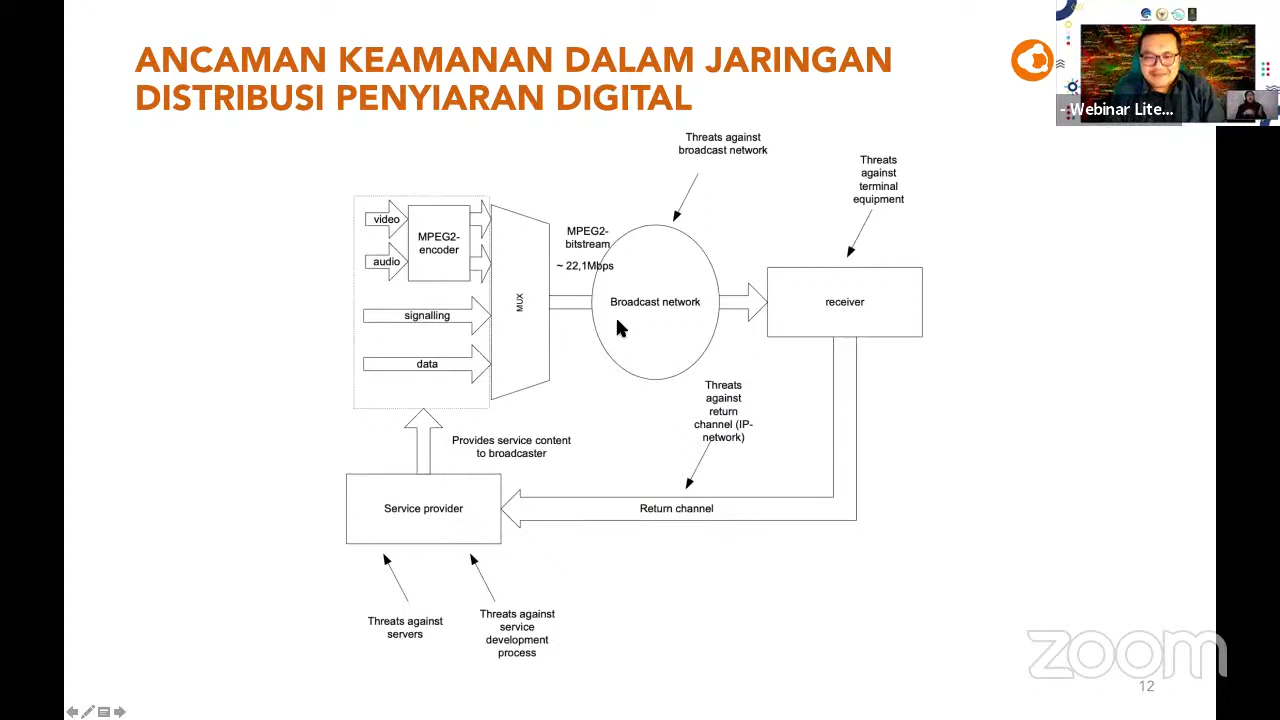 ANCAMAN KEAMANAN DALAM JARINGAN
DISTRIBUSI PENYIARAN DIGITAL
- Webinar Lite...
Threats against
broadcast network
Threats
against
terminal
equipment
video
audio
MPEG2-
encoder
signalling
data
MUX
MPEG2-
bitstream
~ 22,1Mbps
Broadcast network
receiver
Threats
against
return
channel (IP-
network)
Provides service content
to broadcaster
Service provider
Return channel
Threats against
servers
Threats against
service
development
process
zoom
12